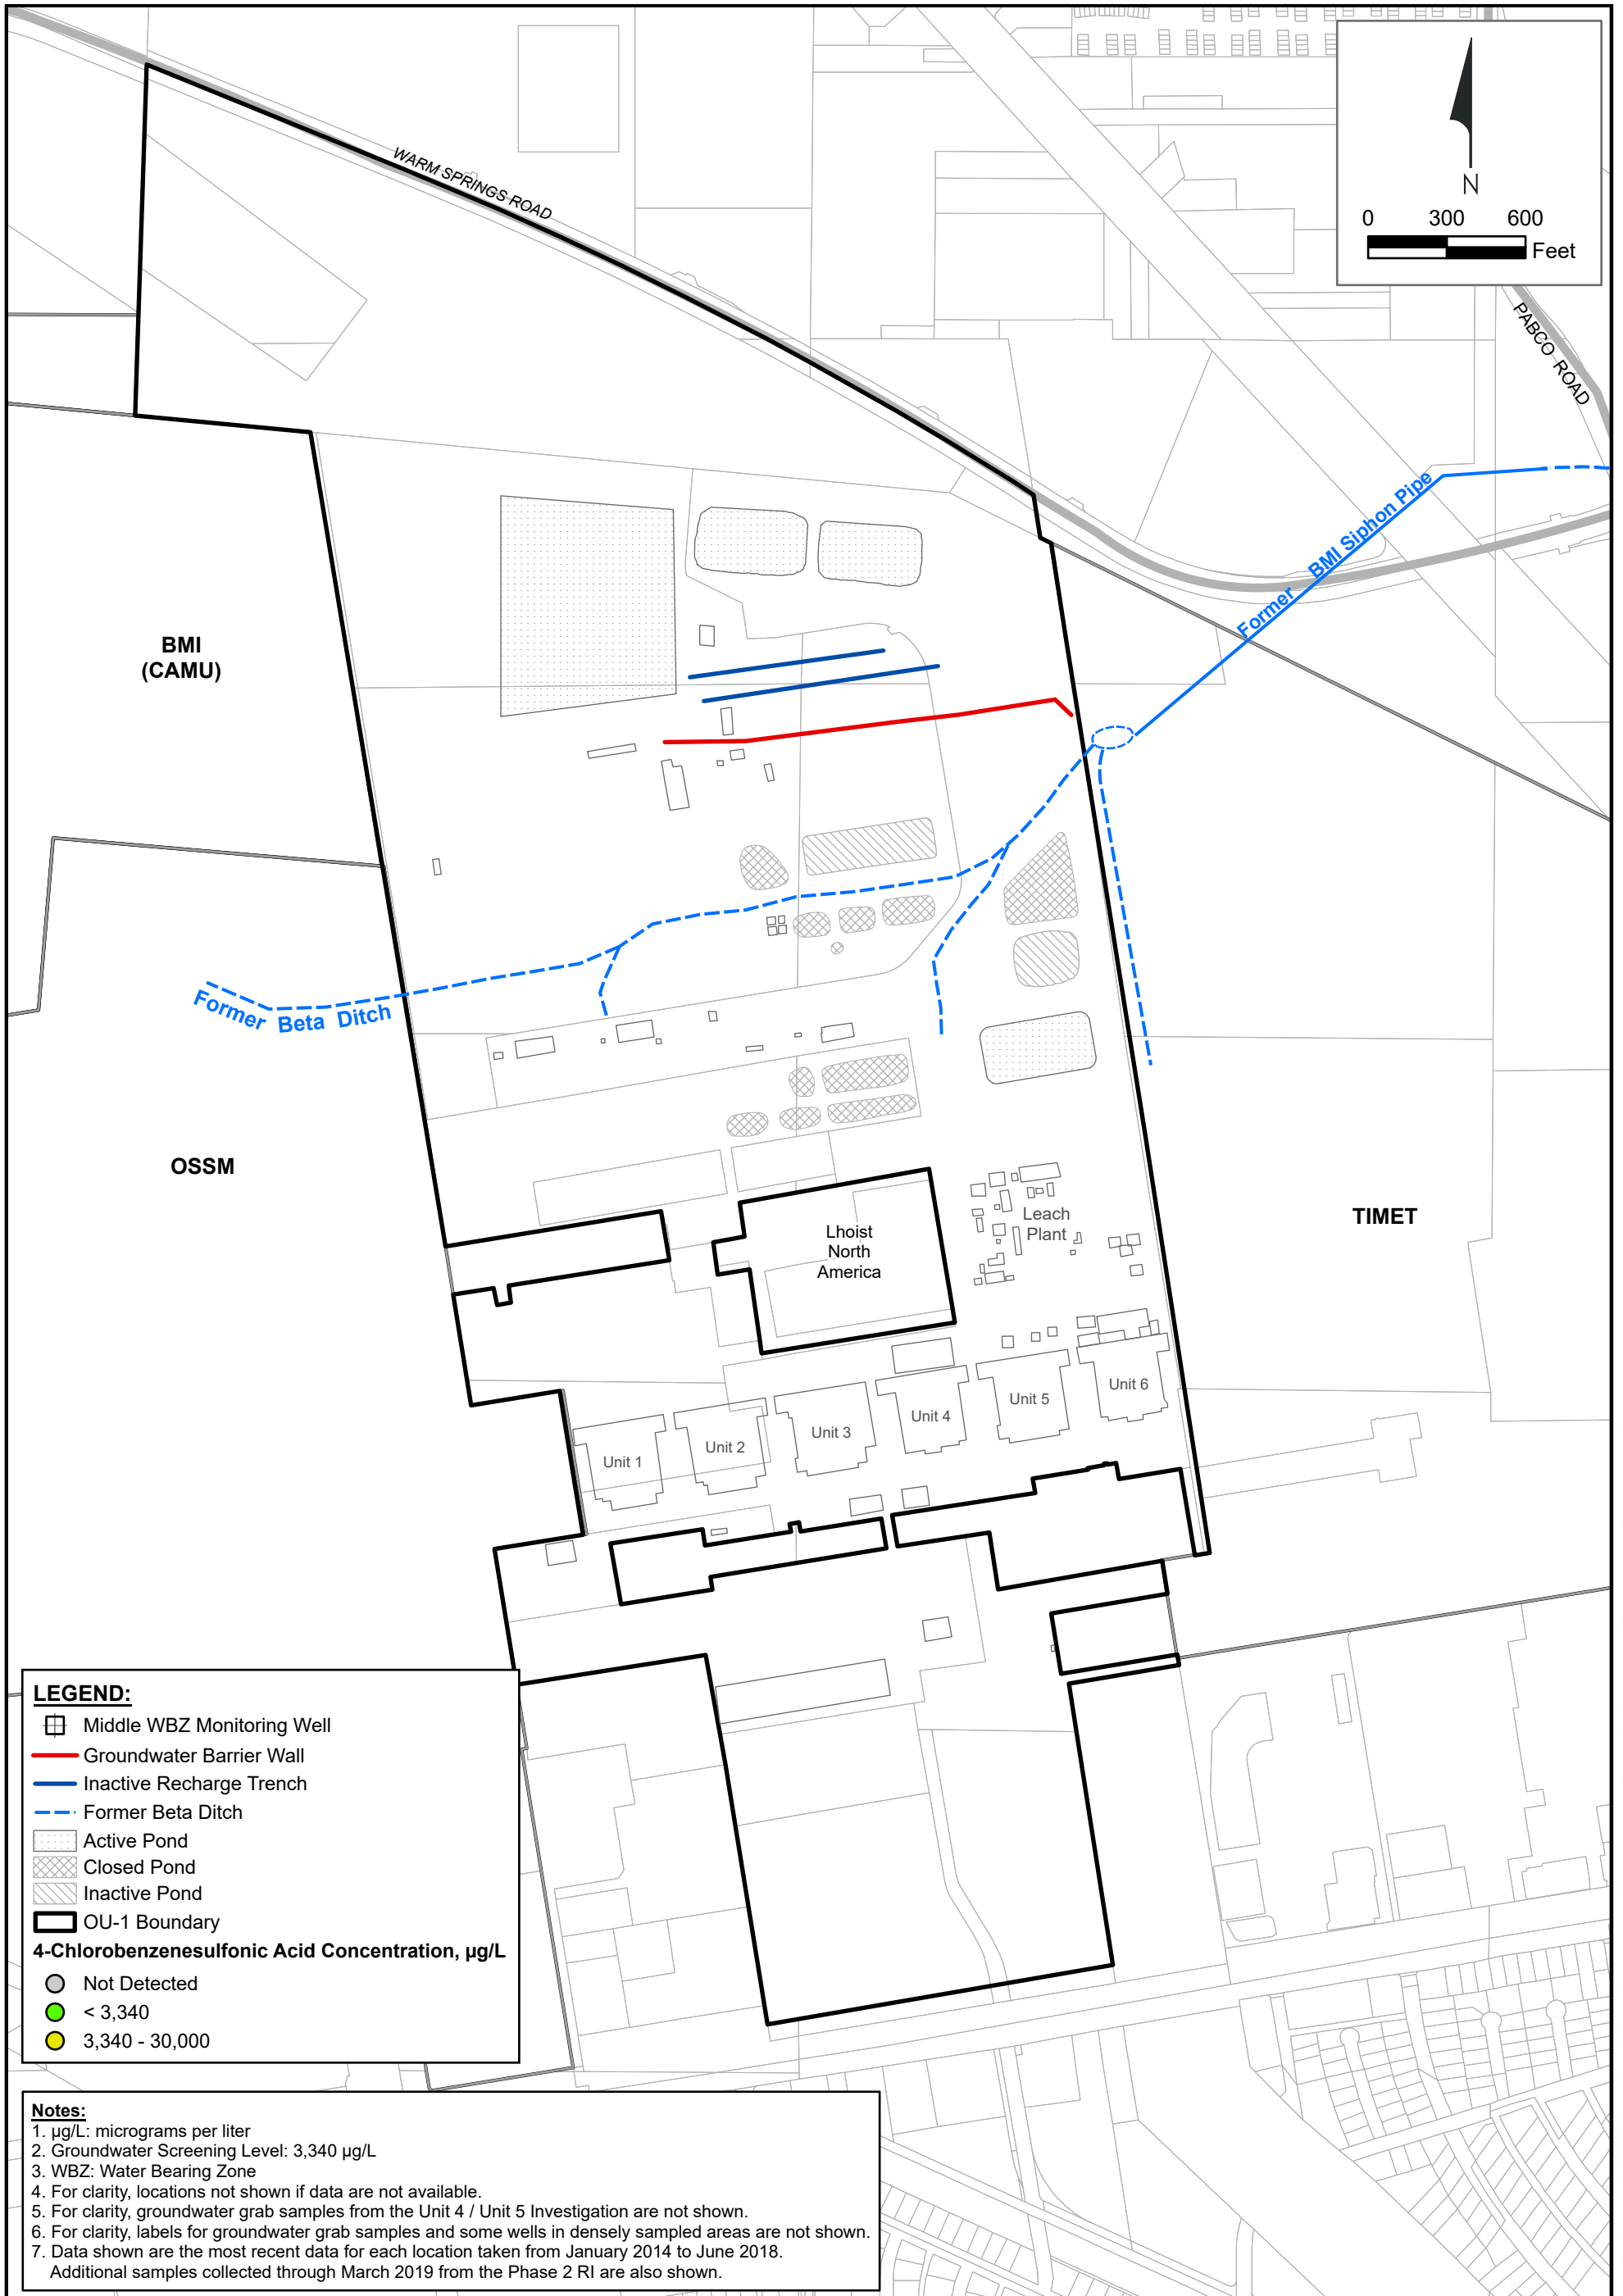 WARM SPRINGS ROAD
N
0 300 600
Feet
PABCO ROAD
Former BMI Siphon Pipe
BMI
(CAMU)
Former Beta Ditch
OSSM
TIMET
Leach
Plant
Lhoist
North
America
Unit 1
Unit 2
Unit 3
Unit 4
Unit 5
Unit 6
LEGEND:
Middle WBZ Monitoring Well
Groundwater Barrier Wall
Inactive Recharge Trench
Former Beta Ditch
Active Pond
Closed Pond
Inactive Pond
OU-1 Boundary
4-Chlorobenzenesulfonic Acid Concentration, µg/L
Not Detected
< 3,340
3,340 - 30,000
Notes:
1. µg/L: micrograms per liter
2. Groundwater Screening Level: 3,340 µg/L
3. WBZ: Water Bearing Zone
4. For clarity, locations not shown if data are not available.
5. For clarity, groundwater grab samples from the Unit 4 / Unit 5 Investigation are not shown.
6. For clarity, labels for groundwater grab samples and some wells in densely sampled areas are not shown.
7. Data shown are the most recent data for each location taken from January 2014 to June 2018.
Additional samples collected through March 2019 from the Phase 2 RI are also shown.